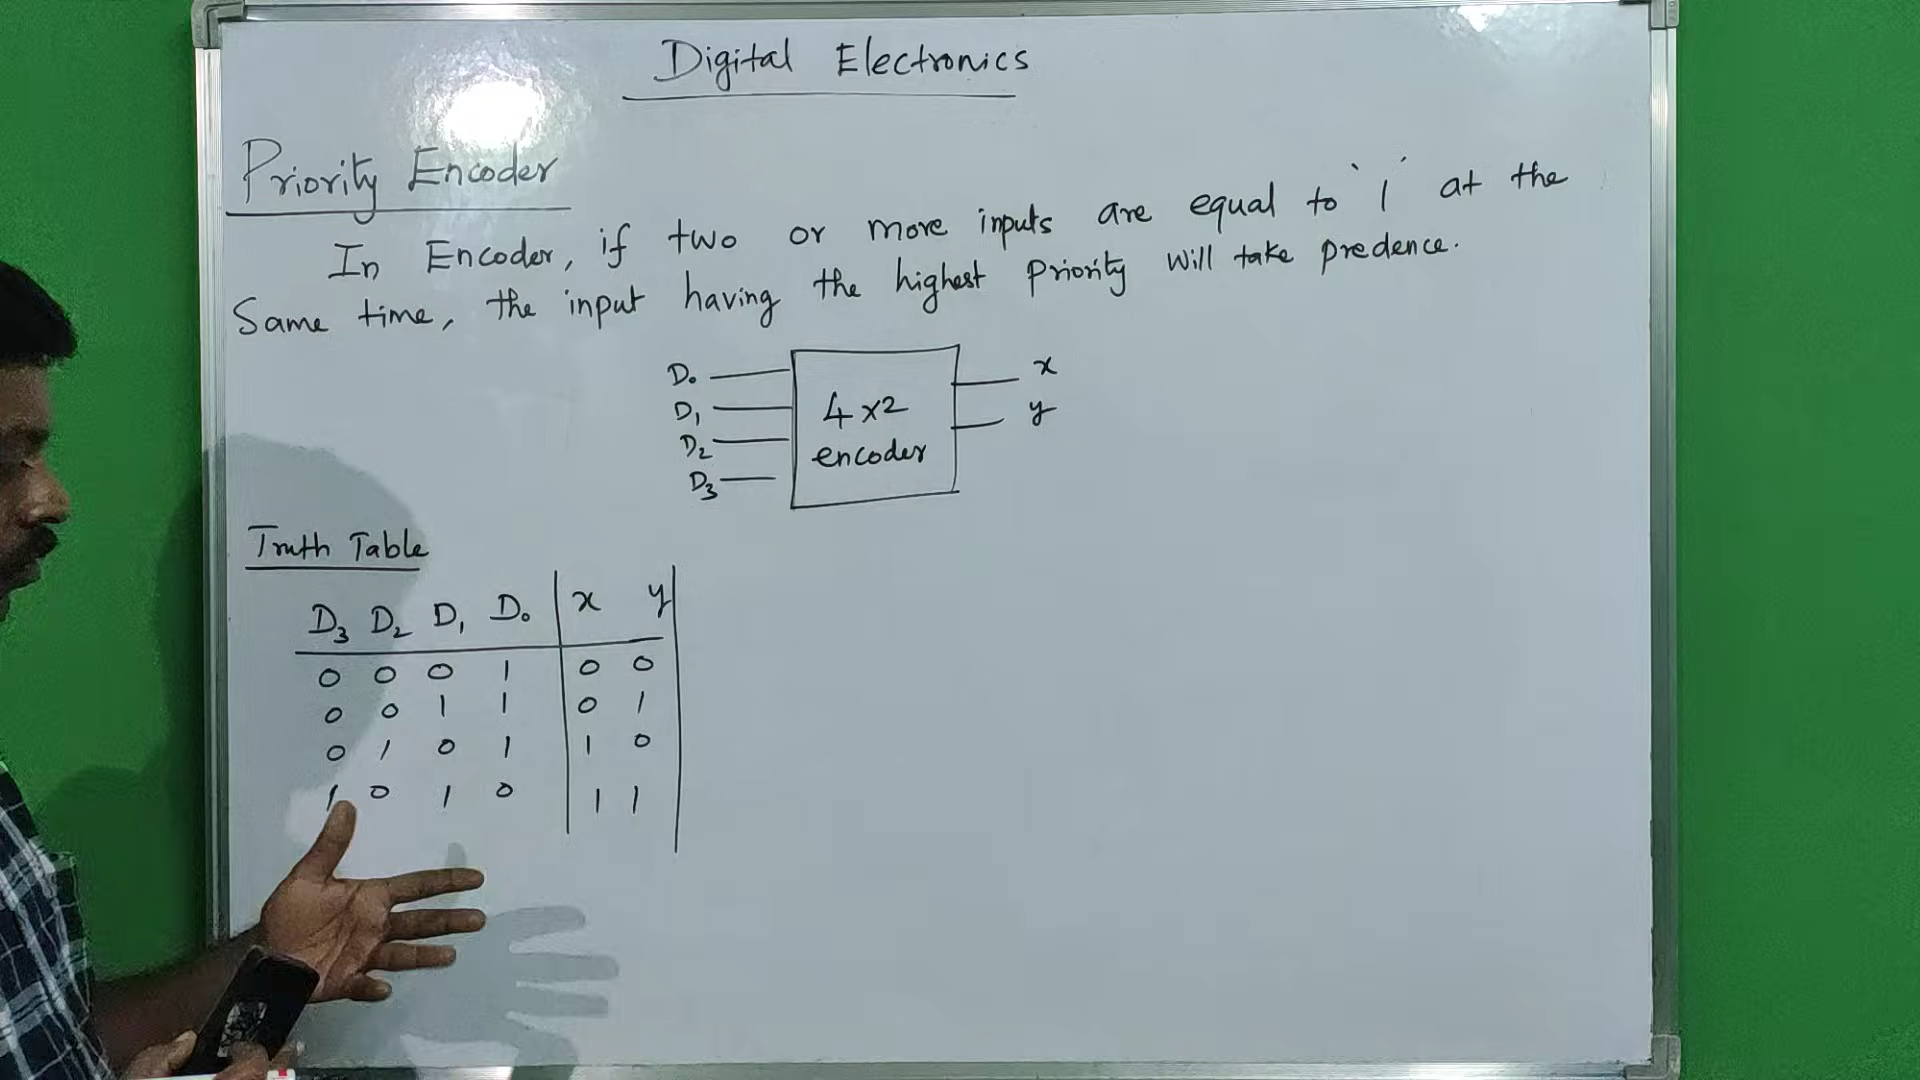 Digital Electronics
Priority Encoder
In Encoder, if two or more inputs are equal to '1' at the
Same time, the input having the highest Priority will take predence.
D₀ x
D₁ 4x2 y
D₂ encoder
D₃
Truth Table
D₃ D₂ D₁ D₀ x y
0 0 0 1 0 0
0 0 1 1 0 1
0 1 0 1 1 0
1 0 1 0 1 1